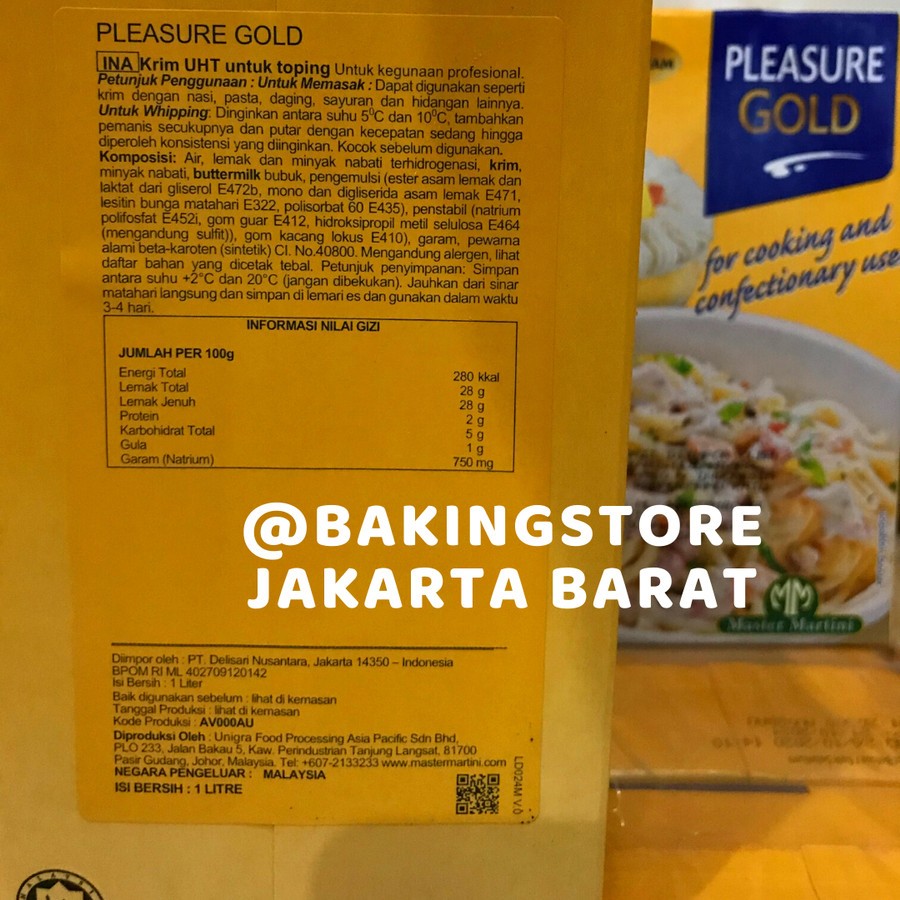 PLEASURE GOLD
INA Krim UHT untuk toping Untuk kegunaan profesional.
Petunjuk Penggunaan : Untuk Memasak : Dapat digunakan seperti
krim dengan nasi, pasta, daging, sayuran dan hidangan lainnya.
Untuk Whipping: Dinginkan antara suhu 5⁰C dan 10⁰C, tambahkan
pemanis secukupnya dan putar dengan kecepatan sedang hingga
diperoleh konsistensi yang diinginkan. Kocok sebelum digunakan.
Komposisi: Air, lemak dan minyak nabati terhidrogenasi, krim,
minyak nabati, buttermilk bubuk, pengemulsi (ester asam lemak dan
laktat dari gliserol E472b, mono dan digliserida asam lemak E471,
lesitin bunga matahari E322, polisorbat 60 E435), penstabil (natrium
polifosfat E452i, gom guar E412, hidroksipropil metil selulosa E464
(mengandung sulfit)), gom kacang lokus E410), garam, pewarna
alami beta-karoten (sintetik) CI. No.40800. Mengandung alergen, lihat
daftar bahan yang dicetak tebal. Petunjuk penyimpanan: Simpan
antara suhu +2°C dan 20°C (jangan dibekukan). Jauhkan dari sinar
matahari langsung dan simpan di lemari es dan gunakan dalam waktu
3-4 hari.
INFORMASI NILAI GIZI
JUMLAH PER 100g
Energi Total 280 kkal
Lemak Total 28 g
Lemak Jenuh 28 g
Protein 2 g
Karbohidrat Total 5 g
Gula 1 g
Garam (Natrium) 750 mg
Diimpor oleh : PT. Delisari Nusantara, Jakarta 14350 – Indonesia
BPOM RI ML 402709120142
Isi Bersih : 1 Liter
Baik digunakan sebelum : lihat di kemasan
Tanggal Produksi : lihat di kemasan
Kode Produksi : AV000AU
Diproduksi Oleh : Unigra Food Processing Asia Pacific Sdn Bhd,
PLO 233, Jalan Bakau 5, Kaw. Perindustrian Tanjung Langsat, 81700
Pasir Gudang, Johor, Malaysia. Tel: +607-2133233 www.mastermartini.com
NEGARA PENGELUAR : MALAYSIA
ISI BERSIH : 1 LITRE
LD024M V.0
PLEASURE
GOLD
for cooking and
confectionary use
MM
Master Martini
@BAKINGSTORE
JAKARTA BARAT